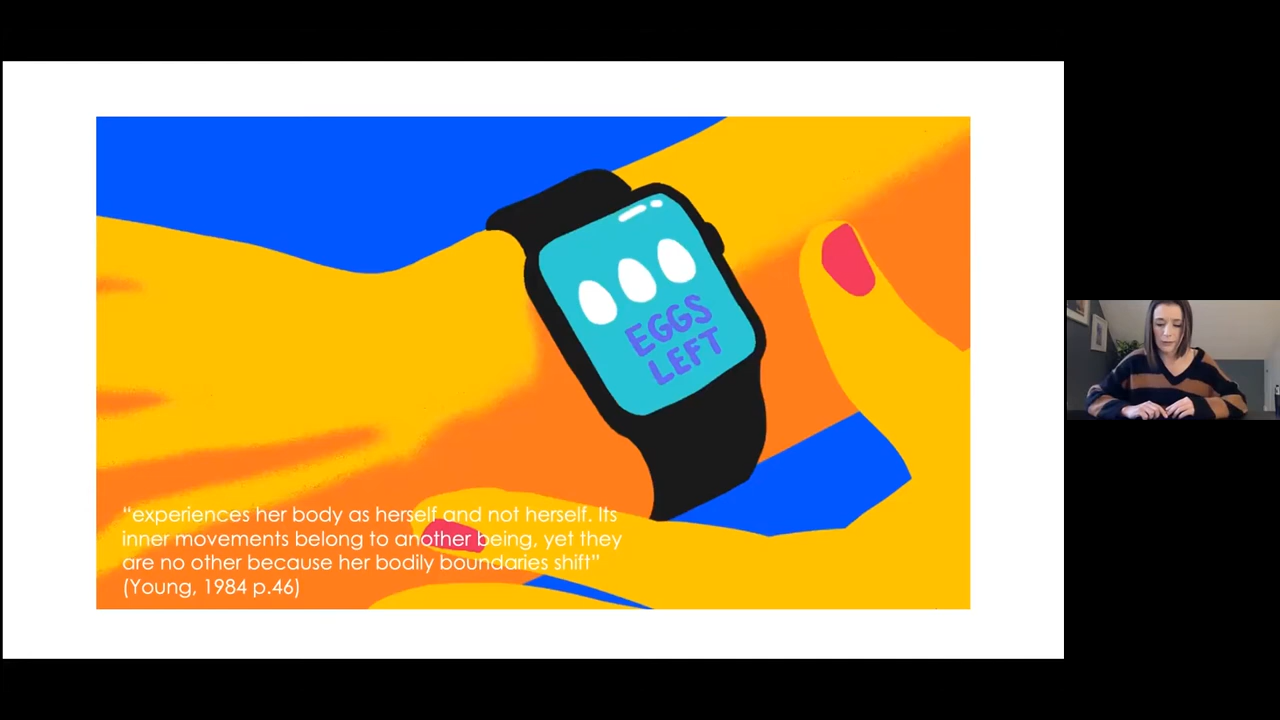 EGGS
LEFT
“experiences her body as herself and not herself. Its
inner movements belong to another being, yet they
are no other because her bodily boundaries shift”
(Young, 1984 p.46)